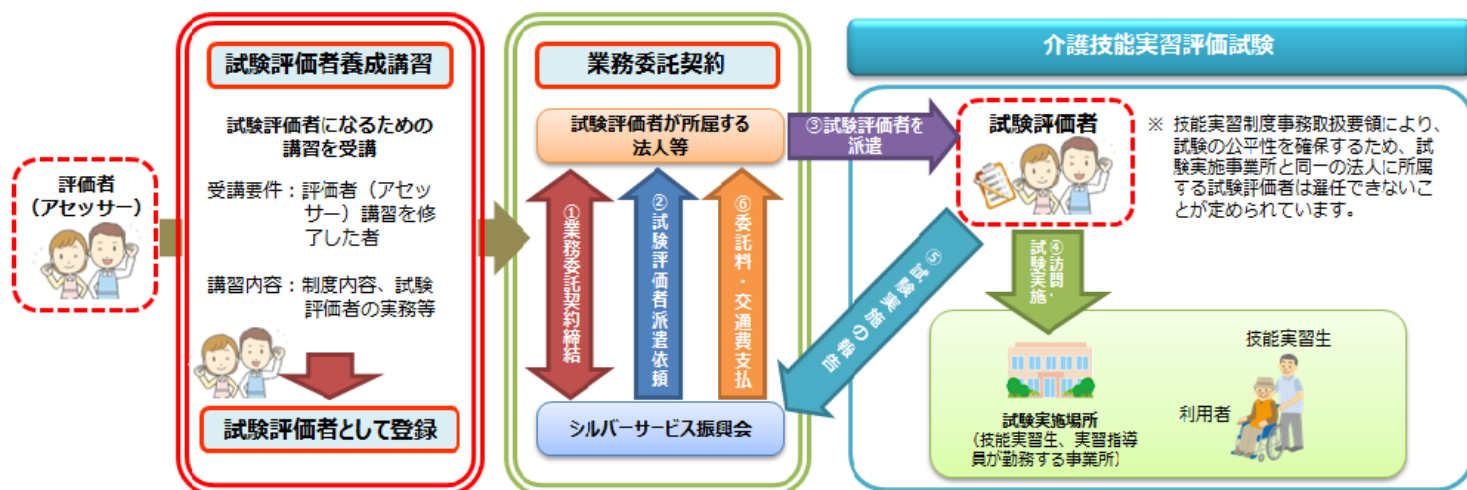 評価者
（アセッサー）
試験評価者養成講習
試験評価者になるための
講習を受講
受講要件：評価者（アセッ
サー）講習を修
了した者
講習内容：制度内容、試験
評価者の実務等
試験評価者として登録
業務委託契約
試験評価者が所属する
法人等
①業務委託契約締結
②試験評価者派遣依頼
⑥委託料・交通費支払
シルバーサービス振興会
③試験評価者を
派遣
介護技能実習評価試験
試験評価者
※ 技能実習制度事務取扱要領により、
試験の公平性を確保するため、試
験実施事業所と同一の法人に所属
する試験評価者は選任できないこ
とが定められています。
④訪問・
試験実施
⑤試験実施の報告
試験実施場所
（技能実習生、実習指導
員が勤務する事業所）
技能実習生
利用者